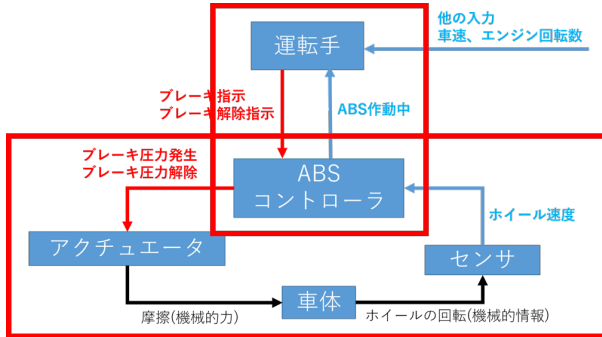 他の入力
車速、エンジン回転数
運転手
ブレーキ指示
ブレーキ解除指示
ABS作動中
ブレーキ圧力発生
ブレーキ圧力解除
ABS
コントローラ
ホイール速度
アクチュエータ
センサ
車体
摩擦(機械的力)
ホイールの回転(機械的情報)